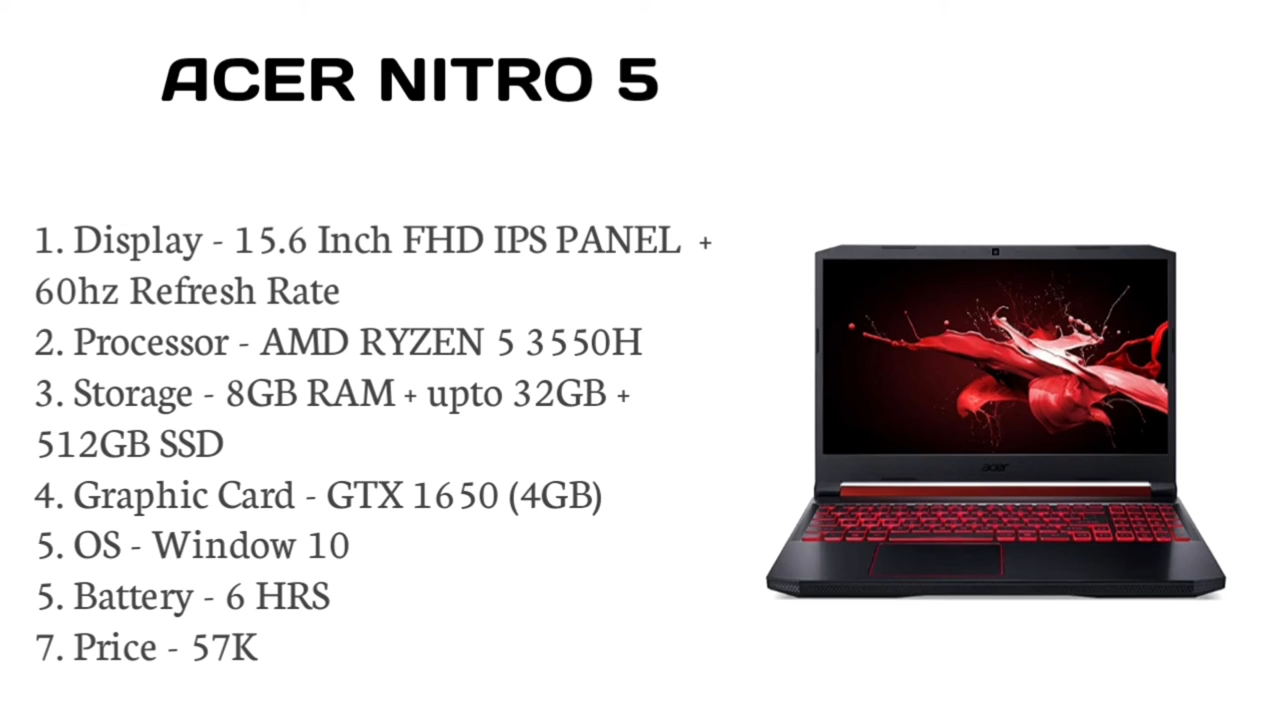 ACER NITRO 5
1. Display - 15.6 Inch FHD IPS PANEL +
60hz Refresh Rate
2. Processor - AMD RYZEN 5 3550H
3. Storage - 8GB RAM + upto 32GB +
512GB SSD
4. Graphic Card - GTX 1650 (4GB)
5. OS - Window 10
5. Battery - 6 HRS
7. Price - 57K
acer